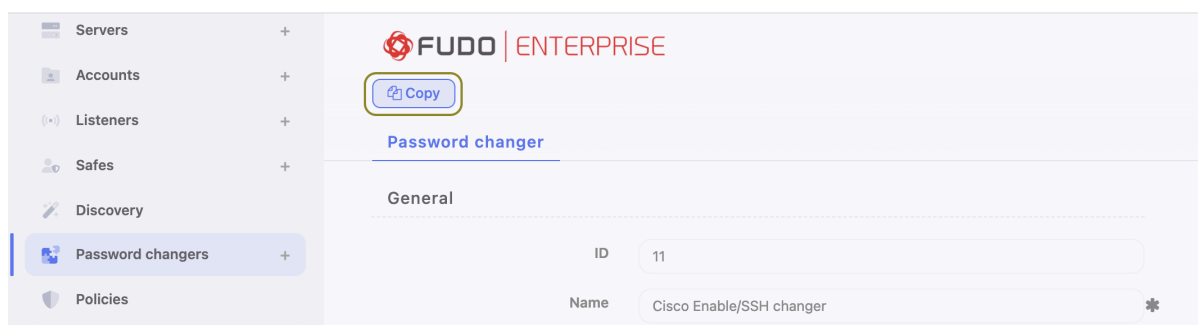 Servers +
Accounts +
Listeners +
Safes +
Discovery
Password changers +
Policies
FUDO | ENTERPRISE
Copy
Password changer
General
ID 11
Name Cisco Enable/SSH changer *